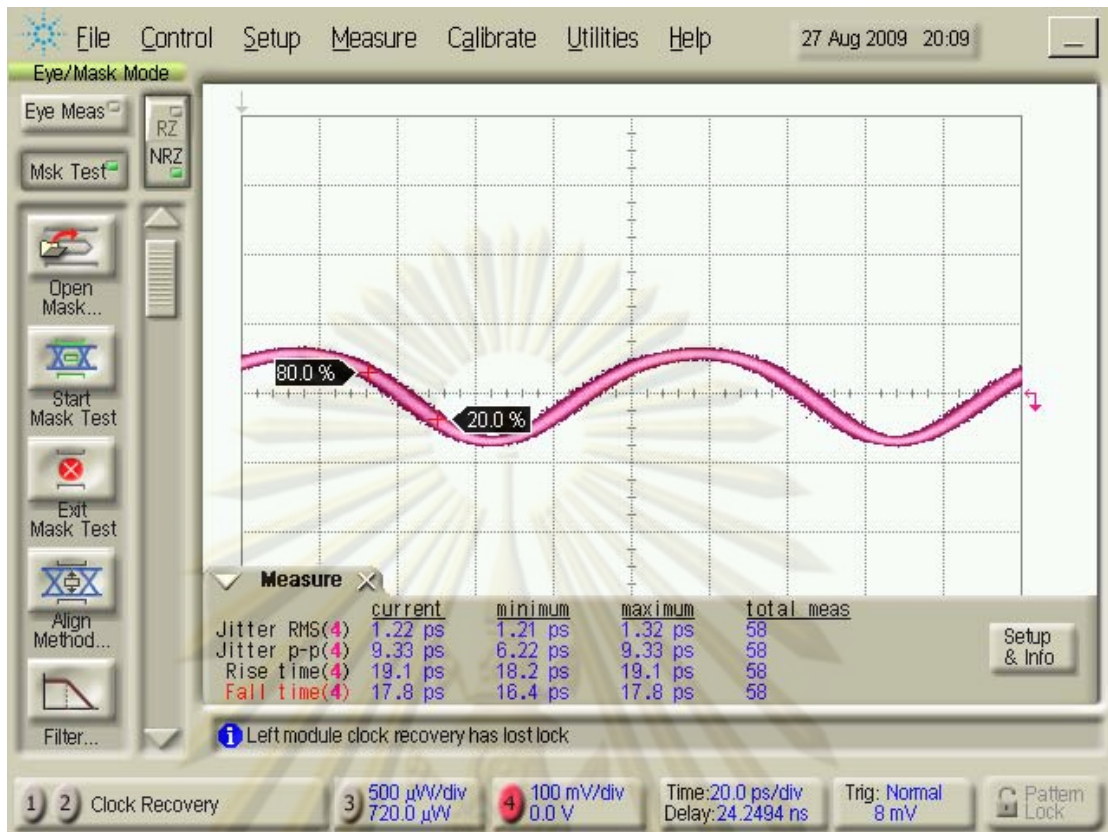 File Control Setup Measure Calibrate Utilities Help 27 Aug 2009 20:09
Eye/Mask Mode
Eye Meas
RZ
NRZ
Msk Test
Open
Mask...
Start
Mask Test
Exit
Mask Test
Align
Method...
Filter...
80.0 %
20.0 %
Measure
current minimum maximum total meas
Jitter RMS(4) 1.22 ps 1.21 ps 1.32 ps 58
Jitter p-p(4) 9.33 ps 6.22 ps 9.33 ps 58
Rise time(4) 19.1 ps 18.2 ps 19.1 ps 58
Fall time(4) 17.8 ps 16.4 ps 17.8 ps 58
Setup
& Info
Left module clock recovery has lost lock
1 2 Clock Recovery
3 500 µW/div
720.0 µW
4 100 mV/div
0.0 V
Time:20.0 ps/div
Delay:24.2494 ns
Trig: Normal
8 mV
Pattern
Lock